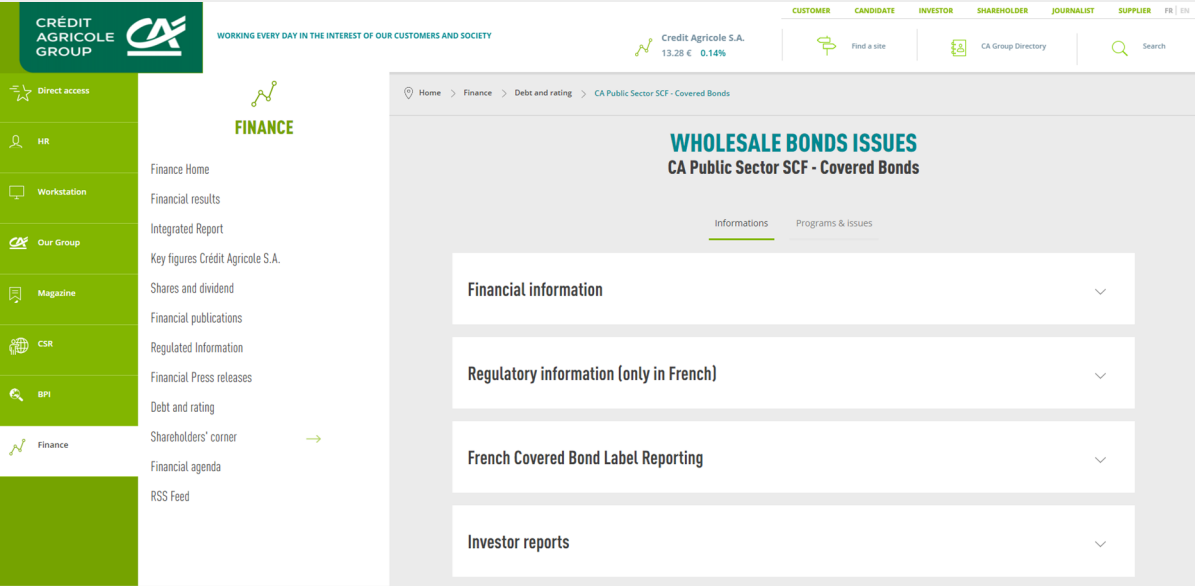 CRÉDIT
AGRICOLE
GROUP
WORKING EVERY DAY IN THE INTEREST OF OUR CUSTOMERS AND SOCIETY
CUSTOMER CANDIDATE INVESTOR SHAREHOLDER JOURNALIST SUPPLIER FR | EN
Credit Agricole S.A.
13.28 € 0.14%
Find a site
CA Group Directory
Search
Direct access
HR
Workstation
Our Group
Magazine
CSR
BPI
Finance
FINANCE
Finance Home
Financial results
Integrated Report
Key figures Crédit Agricole S.A.
Shares and dividend
Financial publications
Regulated Information
Financial Press releases
Debt and rating
Shareholders' corner
Financial agenda
RSS Feed
Home > Finance > Debt and rating > CA Public Sector SCF - Covered Bonds
WHOLESALE BONDS ISSUES
CA Public Sector SCF - Covered Bonds
Informations Programs & issues
Financial information
Regulatory information (only in French)
French Covered Bond Label Reporting
Investor reports